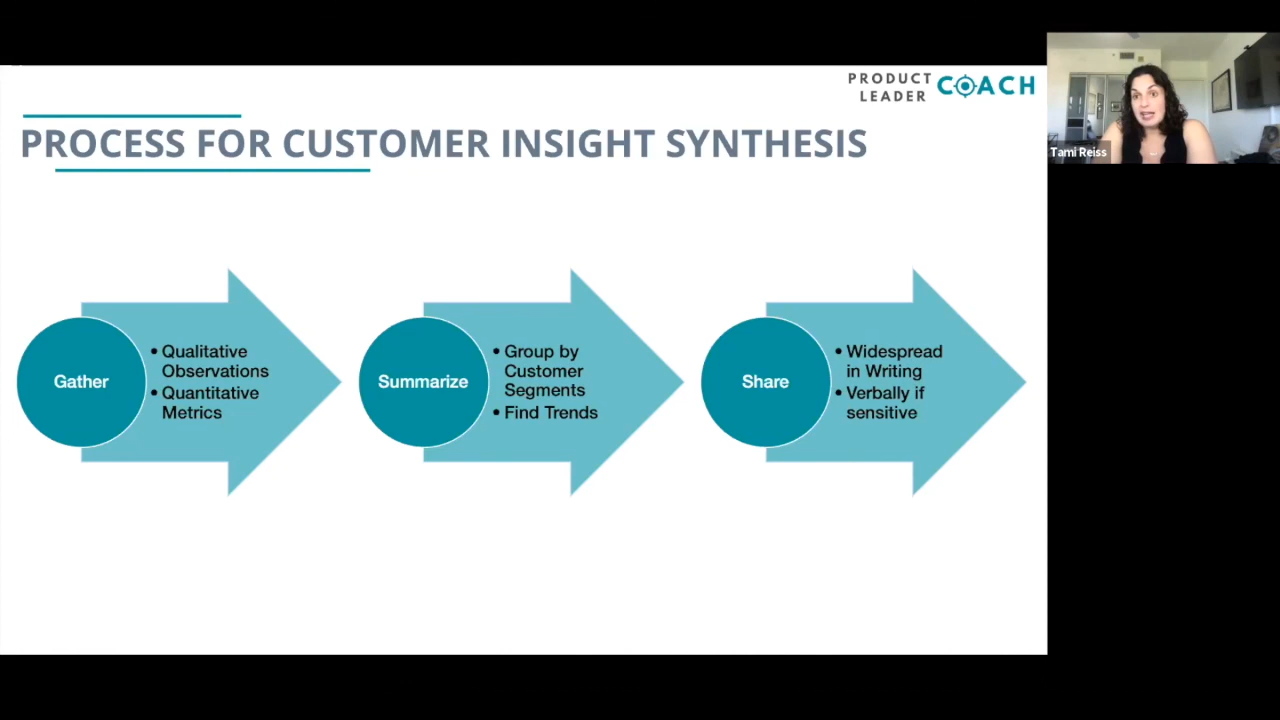 PRODUCT
LEADER
COACH
PROCESS FOR CUSTOMER INSIGHT SYNTHESIS
Tami Reiss
Gather
• Qualitative
Observations
• Quantitative
Metrics
Summarize
• Group by
Customer
Segments
• Find Trends
Share
• Widespread
in Writing
• Verbally if
sensitive